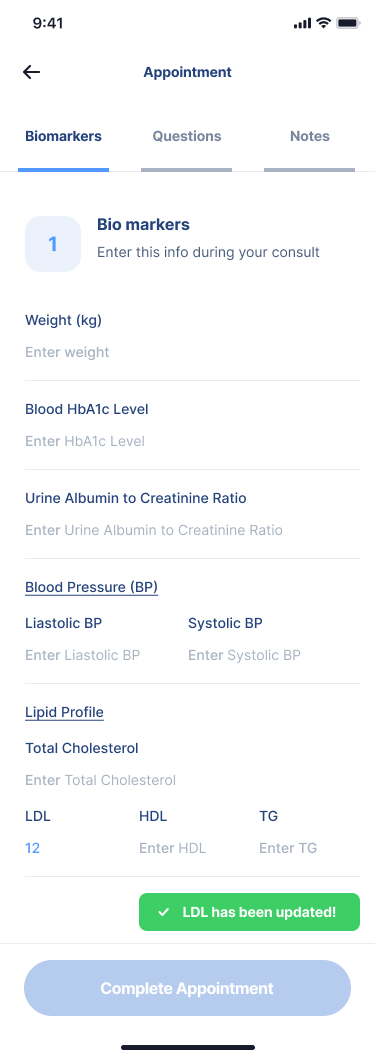 9:41
Appointment
Biomarkers Questions Notes
1
Bio markers
Enter this info during your consult
Weight (kg)
Enter weight
Blood HbA1c Level
Enter HbA1c Level
Urine Albumin to Creatinine Ratio
Enter Urine Albumin to Creatinine Ratio
Blood Pressure (BP)
Liastolic BP Systolic BP
Enter Liastolic BP Enter Systolic BP
Lipid Profile
Total Cholesterol
Enter Total Cholesterol
LDL HDL TG
12 Enter HDL Enter TG
LDL has been updated!
Complete Appointment